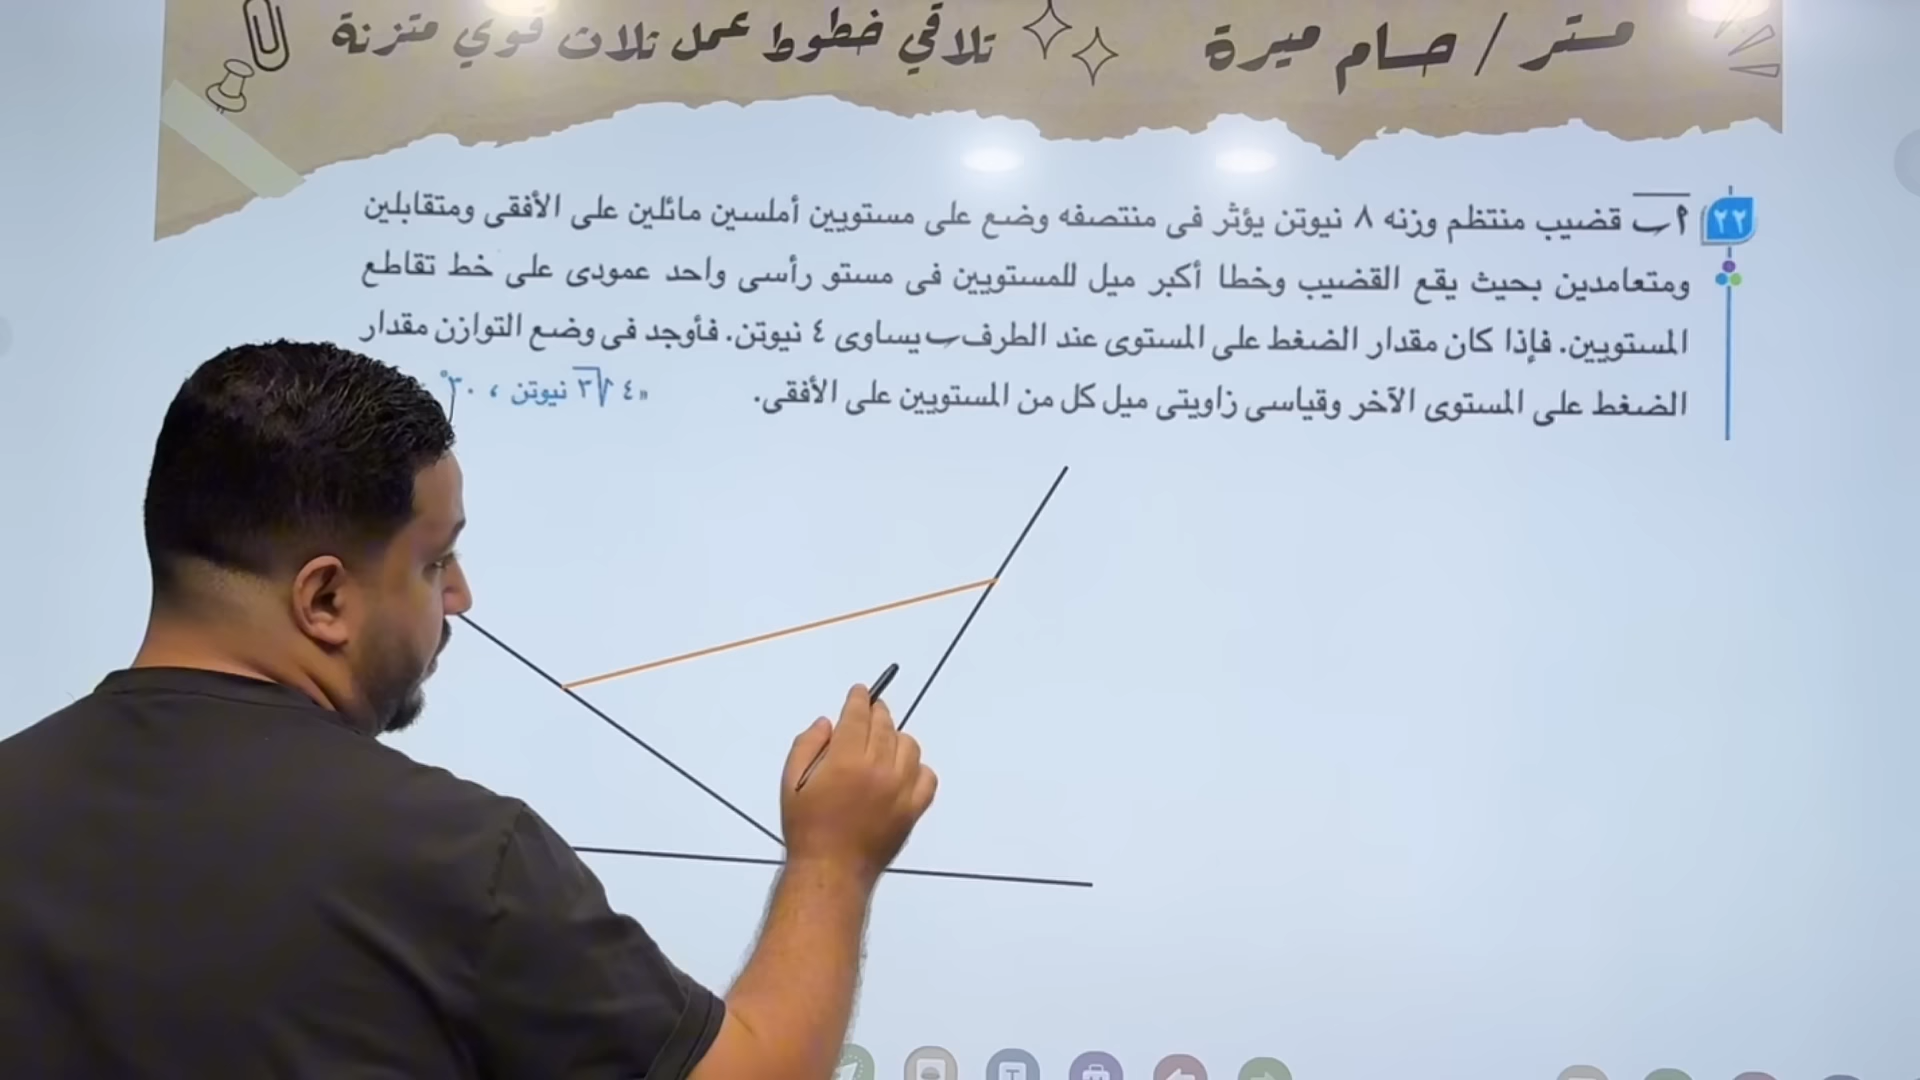 مستر / حسام ميرة تلاقي خطوط عمل ثلاث قوي متزنة
٢٢ أب قضيب منتظم وزنه ٨ نيوتن يؤثر فى منتصفه وضع على مستويين أملسين مائلين على الأفقى ومتقابلين
ومتعامدين بحيث يقع القضيب وخطا أكبر ميل للمستويين فى مستو رأسى واحد عمودى على خط تقاطع
المستويين. فإذا كان مقدار الضغط على المستوى عند الطرف ب يساوى ٤ نيوتن. فأوجد فى وضع التوازن مقدار
الضغط على المستوى الآخر وقياسى زاويتى ميل كل من المستويين على الأفقى.
«٤√٣ نيوتن ، ٣٠°